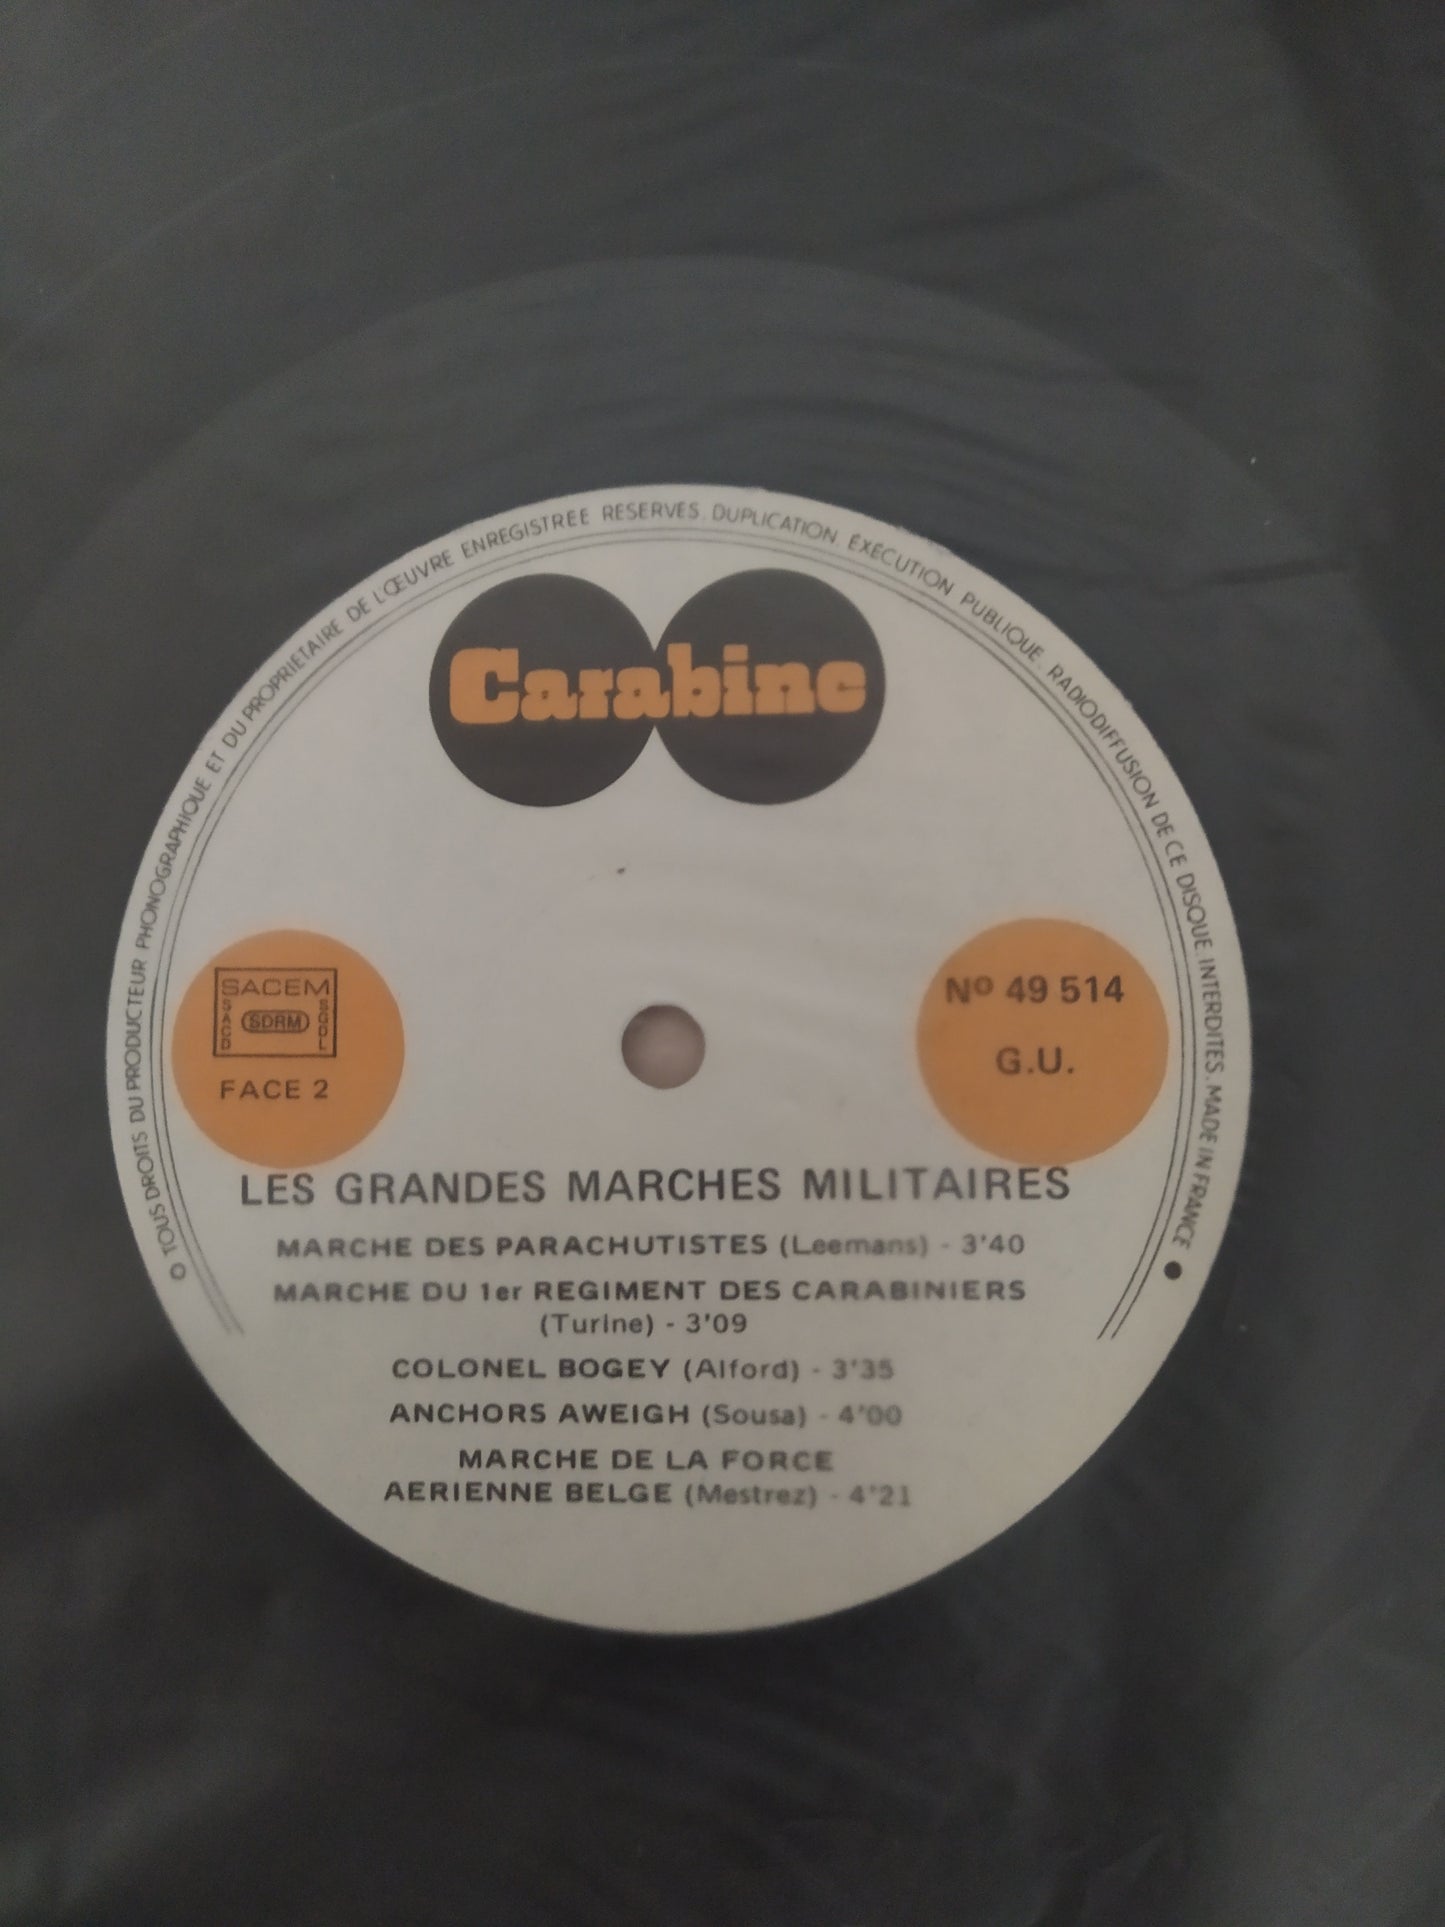 O TOUS DROITS DU PRODUCTEUR PHONOGRAPHIQUE ET DU PROPRIETAIRE DE L'ŒUVRE ENREGISTREE RESERVES. DUPLICATION EXECUTION PUBLIQUE. RADIODIFFUSION DE CE DISQUE INTERDITES. MADE IN FRANCE ●
Carabine
SACEM
SACD
SDRM
SGDL
FACE 2
Nº 49 514
G.U.
LES GRANDES MARCHES MILITAIRES
MARCHE DES PARACHUTISTES (Leemans) - 3'40
MARCHE DU 1er REGIMENT DES CARABINIERS
(Turine) - 3'09
COLONEL BOGEY (Alford) - 3'35
ANCHORS AWEIGH (Sousa) - 4'00
MARCHE DE LA FORCE
AERIENNE BELGE (Mestrez) - 4'21